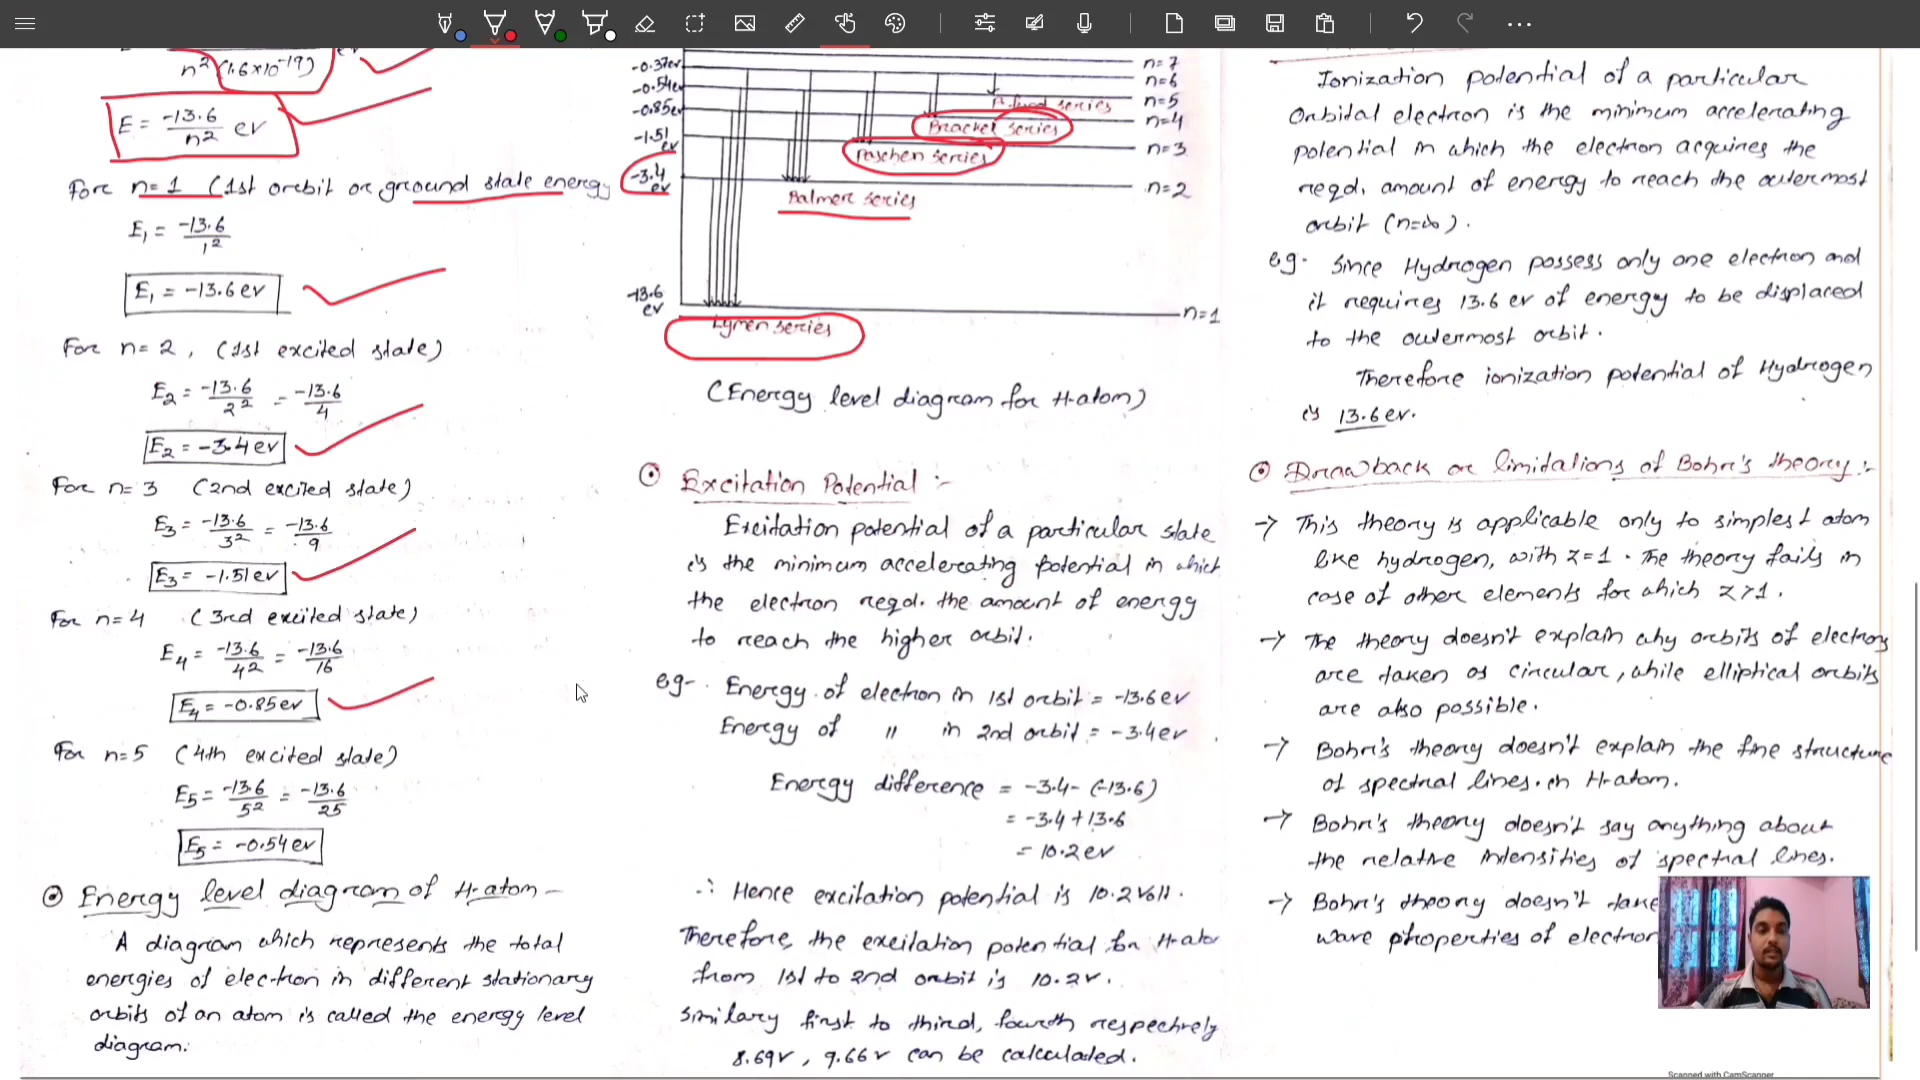 n² (1.6x10⁻¹⁹)
E = -13.6/n² ev
For n=1 (1st orbit or ground state energy
E₁ = -13.6/1²
E₁ = -13.6 ev
For n=2, (1st excited state)
E₂ = -13.6/2² = -13.6/4
E₂ = -3.4 ev
For n=3 (2nd excited state)
E₃ = -13.6/3² = -13.6/9
E₃ = -1.51 ev
For n=4 (3rd excited state)
E₄ = -13.6/4² = -13.6/16
E₄ = -0.85 ev
For n=5 (4th excited state)
E₅ = -13.6/5² = -13.6/25
E₅ = -0.54 ev
Energy level diagram of H-atom -
A diagram which represents the total
energies of electron in different stationary
orbits of an atom is called the energy level
diagram.
-0.37ev n=7
-0.54ev n=6
series n=5
-0.85ev n=4
Bracket series
-1.51 ev n=3
Paschen series
-3.4 ev n=2
Balmer series
-13.6 ev n=1
Lymen series
(Energy level diagram for H-atom)
Excitation Potential :-
Excitation potential of a particular state
is the minimum accelerating potential in which
the electron reqd. the amount of energy
to reach the higher orbit.
eg- Energy of electron in 1st orbit = -13.6 ev
Energy of " in 2nd orbit = -3.4 ev
Energy difference = -3.4 - (-13.6)
= -3.4 + 13.6
= 10.2 ev
∴ Hence excitation potential is 10.2 volt.
Therefore, the excitation potential for H-ator
from 1st to 2nd orbit is 10.2 v.
Similary first to third, fourth respectively
8.69 v, 9.66 v can be calculated.
Ionization potential of a particular
Orbital electron is the minimum accelerating
potential in which the electron acquires the
reqd. amount of energy to reach the outermost
orbit (n=∞).
eg. Since Hydrogen possess only one electron and
it requires 13.6 ev of energy to be displaced
to the outermost orbit.
Therefore ionization potential of Hydrogen
is 13.6 ev.
Drawback or limitations of Bohr's theory :-
→ This theory is applicable only to simplest atom
like hydrogen, with z=1. The theory fails in
case of other elements for which z>1.
→ The theory doesn't explain why orbits of electrons
are taken as circular, while elliptical orbits
are also possible.
→ Bohr's theory doesn't explain the fine structure
of spectral lines in H-atom.
→ Bohr's theory doesn't say anything about
the relative intensities of spectral lines.
→ Bohr's theory doesn't take
wave properties of electron
Scanned with CamScanner